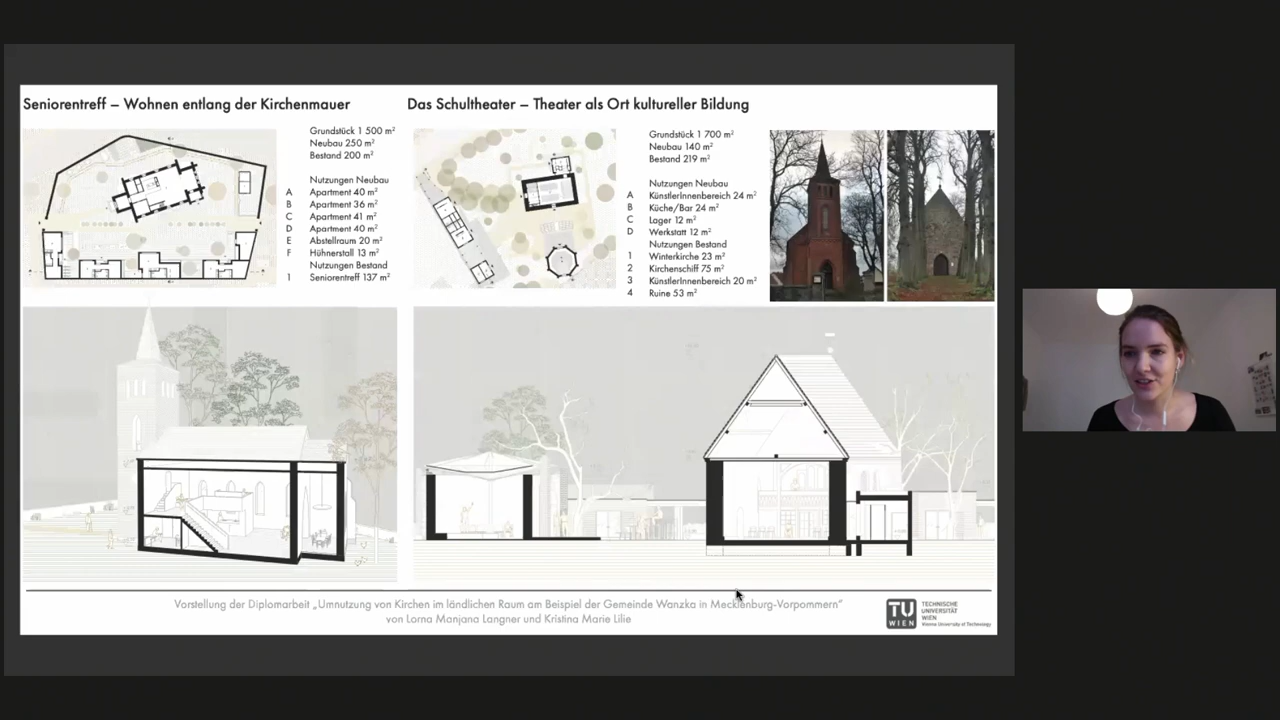 Seniorentreff – Wohnen entlang der Kirchenmauer
Grundstück 1 500 m²
Neubau 250 m²
Bestand 200 m²
Nutzungen Neubau
A Apartment 40 m²
B Apartment 36 m²
C Apartment 41 m²
D Apartment 40 m²
E Abstellraum 20 m²
F Hühnerstall 13 m²
Nutzungen Bestand
1 Seniorentreff 137 m²
Das Schultheater – Theater als Ort kultureller Bildung
Grundstück 1 700 m²
Neubau 140 m²
Bestand 219 m²
Nutzungen Neubau
A KünstlerInnenbereich 24 m²
B Küche/Bar 24 m²
C Lager 12 m²
D Werkstatt 12 m²
Nutzungen Bestand
1 Winterkirche 23 m²
2 Kirchenschiff 75 m²
3 KünstlerInnenbereich 20 m²
4 Ruine 53 m²
Vorstellung der Diplomarbeit „Umnutzung von Kirchen im ländlichen Raum am Beispiel der Gemeinde Wanzka in Mecklenburg-Vorpommern“
von Lorna Manjana Langner und Kristina Marie Lilie
TU
WIEN
TECHNISCHE
UNIVERSITÄT
WIEN
Vienna University of Technology